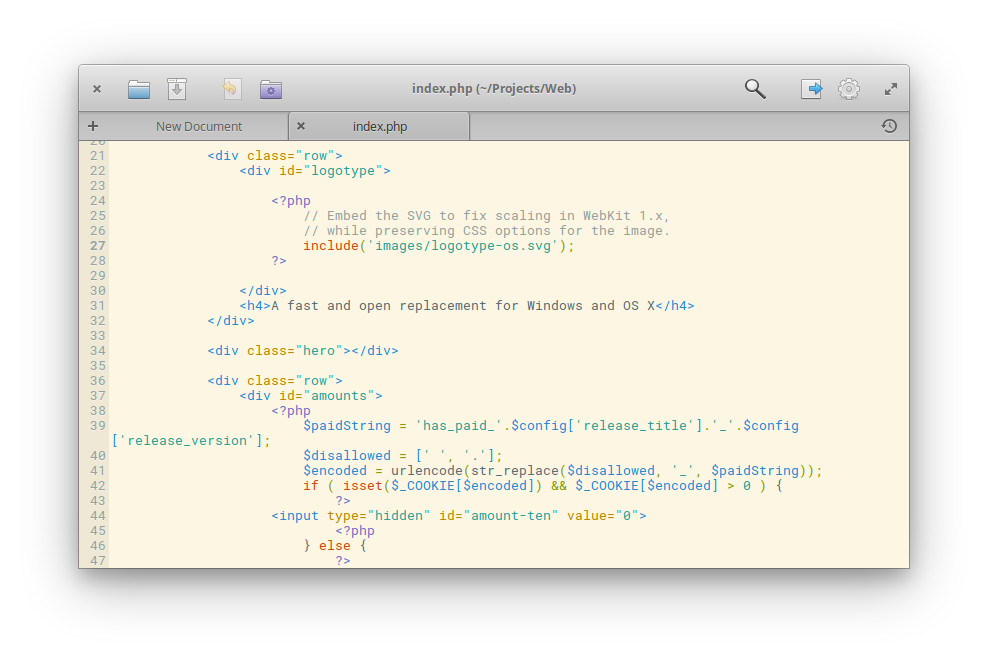 index.php (~/Projects/Web)
New Document
index.php
20
21 <div class="row">
22 <div id="logotype">
23
24 <?php
25 // Embed the SVG to fix scaling in WebKit 1.x,
26 // while preserving CSS options for the image.
27 include('images/logotype-os.svg');
28 ?>
29
30 </div>
31 <h4>A fast and open replacement for Windows and OS X</h4>
32 </div>
33
34 <div class="hero"></div>
35
36 <div class="row">
37 <div id="amounts">
38 <?php
39 $paidString = 'has_paid_'.$config['release_title'].'_'.$config
['release_version'];
40 $disallowed = [' ', '.'];
41 $encoded = urlencode(str_replace($disallowed, '_', $paidString));
42 if ( isset($_COOKIE[$encoded]) && $_COOKIE[$encoded] > 0 ) {
43 ?>
44 <input type="hidden" id="amount-ten" value="0">
45 <?php
46 } else {
47 ?>